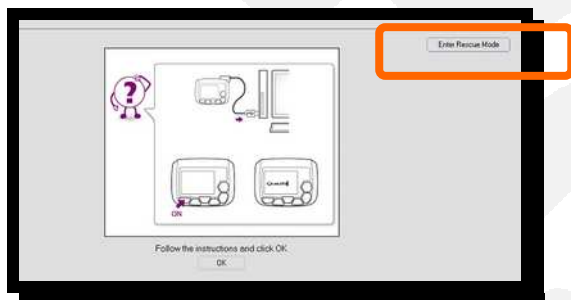 Enter Rescue Mode
?
ON
Follow the instructions and click OK.
OK